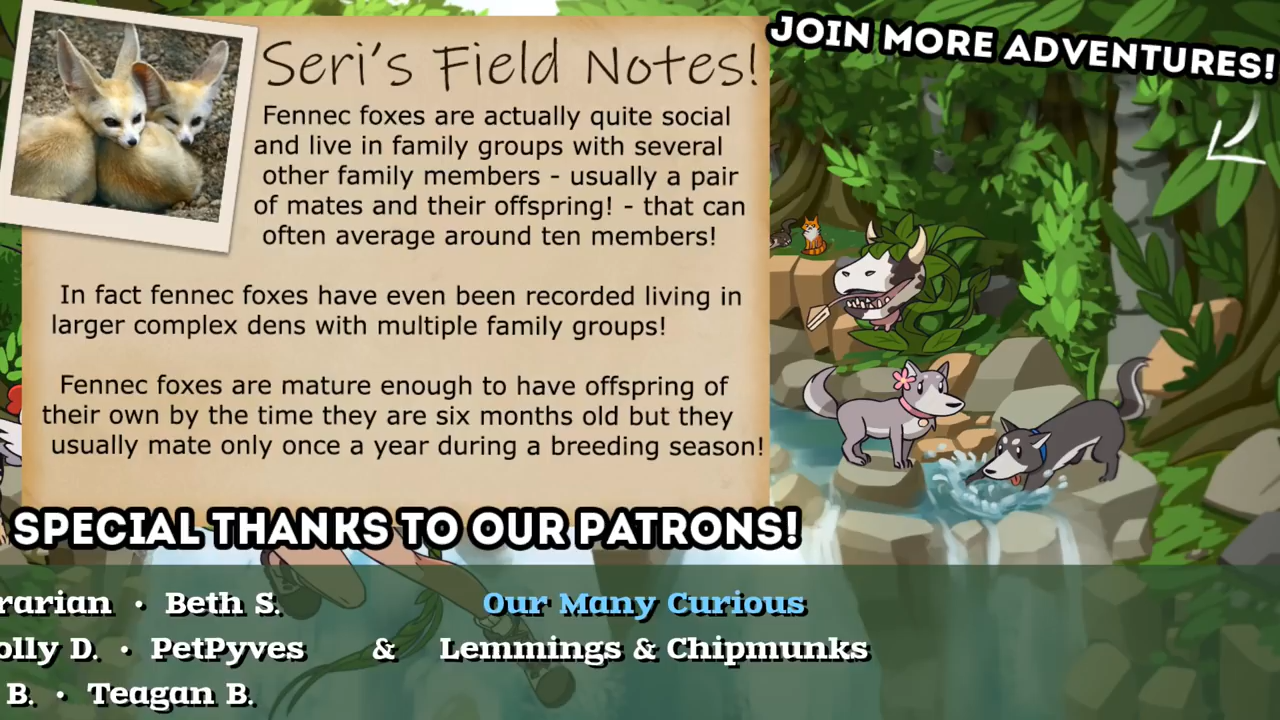 JOIN MORE ADVENTURES!
Seri's Field Notes!
Fennec foxes are actually quite social
and live in family groups with several
other family members - usually a pair
of mates and their offspring! - that can
often average around ten members!
In fact fennec foxes have even been recorded living in
larger complex dens with multiple family groups!
Fennec foxes are mature enough to have offspring of
their own by the time they are six months old but they
usually mate only once a year during a breeding season!
SPECIAL THANKS TO OUR PATRONS!
rarian • Beth S. Our Many Curious
olly D. • PetPyves & Lemmings & Chipmunks
B. • Teagan B.